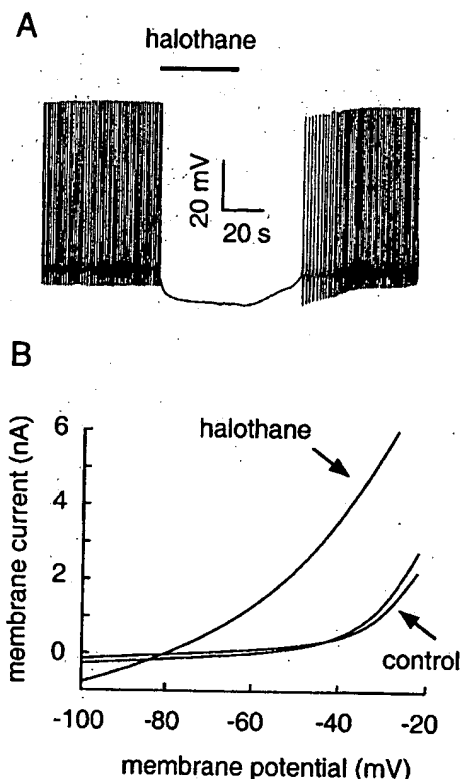 A
halothane
20 mV
20 s
B
membrane current (nA)
6
4
2
0
halothane
control
-100
-80
-60
-40
-20
membrane potential (mV)